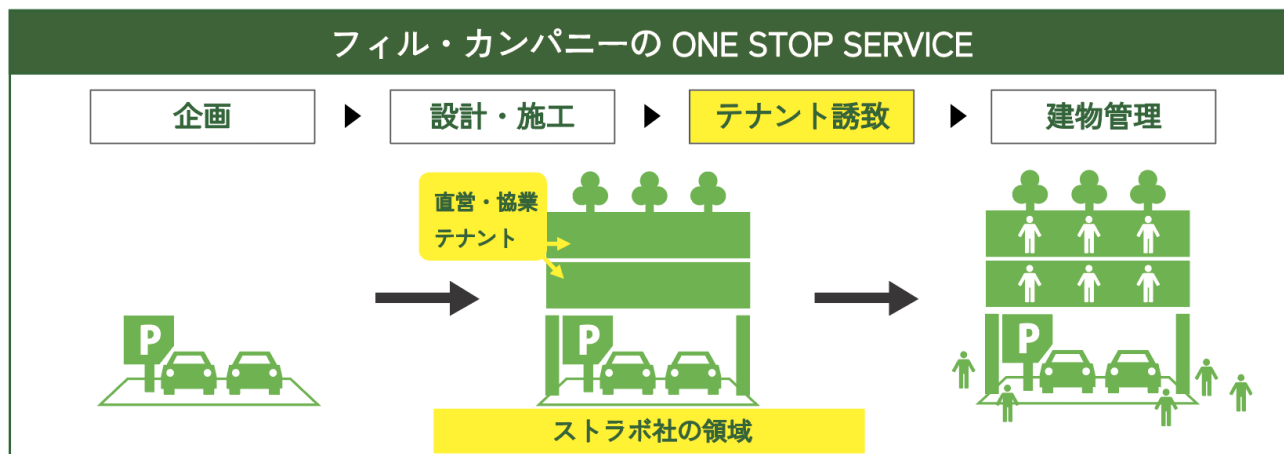 フィル・カンパニーの ONE STOP SERVICE
企画
設計・施工
テナント誘致
建物管理
直営・協業
テナント
P
P
P
ストラボ社の領域